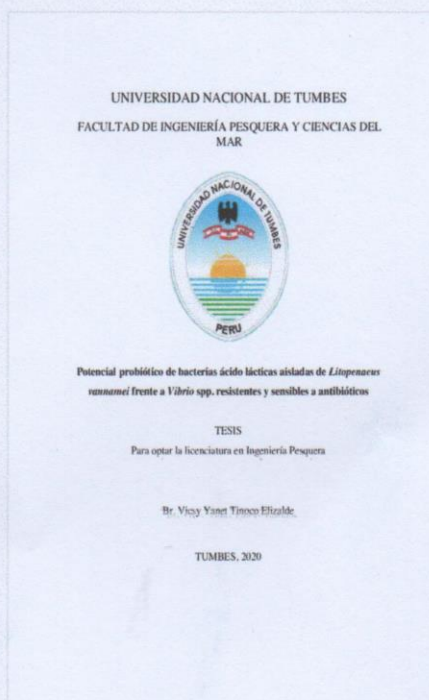 UNIVERSIDAD NACIONAL DE TUMBES
FACULTAD DE INGENIERÍA PESQUERA Y CIENCIAS DEL
MAR
UNIVERSIDAD NACIONAL DE TUMBES
PERU
Potencial probiótico de bacterias ácido lácticas aisladas de Litopenaeus
vannamei frente a Vibrio spp. resistentes y sensibles a antibióticos
TESIS
Para optar la licenciatura en Ingeniería Pesquera
Br. Yanet Tinoco Elizalde
TUMBES, 2020